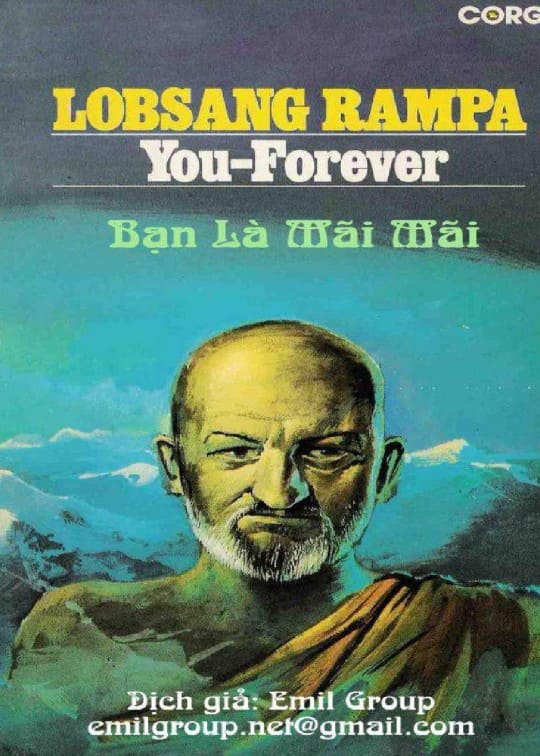 CORG
LOBSANG RAMPA
You-Forever
Bạn Là Mãi Mãi
Dịch giả: Emil Group
emilgroup.net@gmail.com